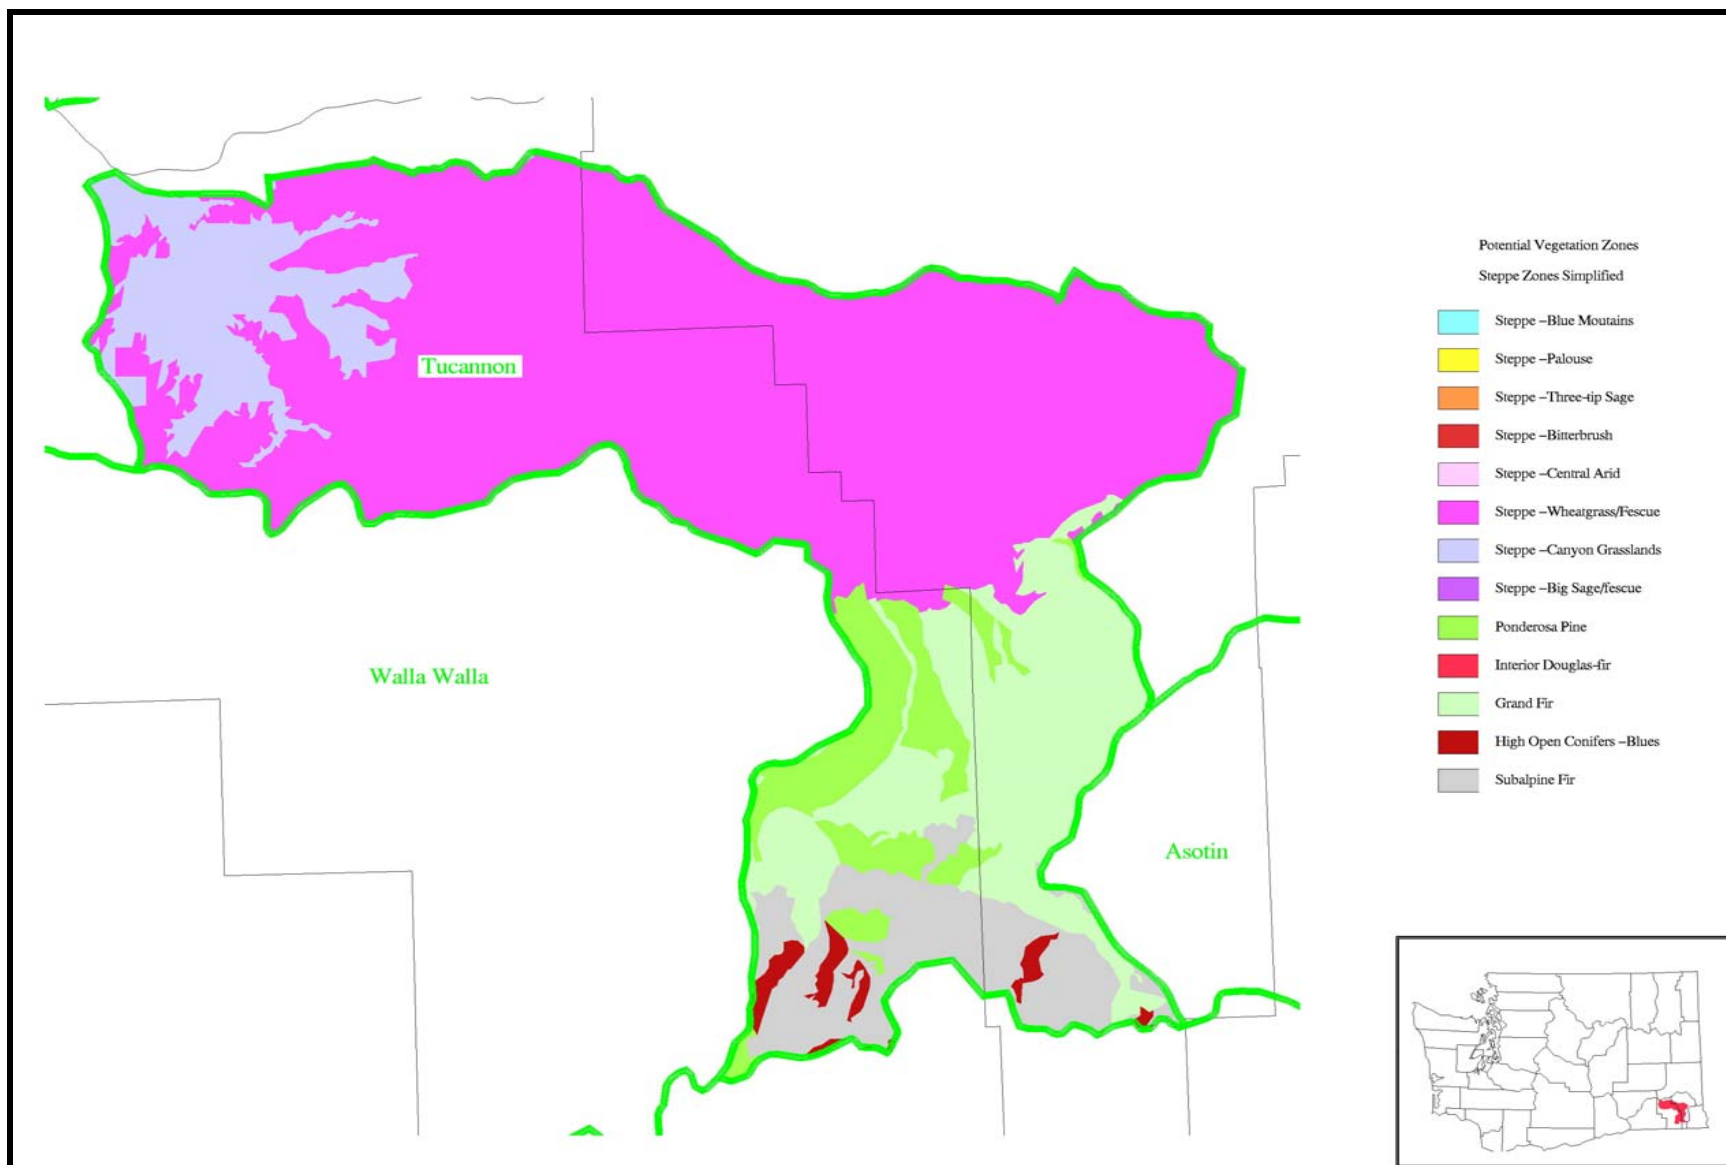 Tucannon
Walla Walla
Asotin
Potential Vegetation Zones
Steppe Zones Simplified
Steppe –Blue Moutains
Steppe –Palouse
Steppe –Three-tip Sage
Steppe –Bitterbrush
Steppe –Central Arid
Steppe –Wheatgrass/Fescue
Steppe –Canyon Grasslands
Steppe –Big Sage/fescue
Ponderosa Pine
Interior Douglas-fir
Grand Fir
High Open Conifers –Blues
Subalpine Fir